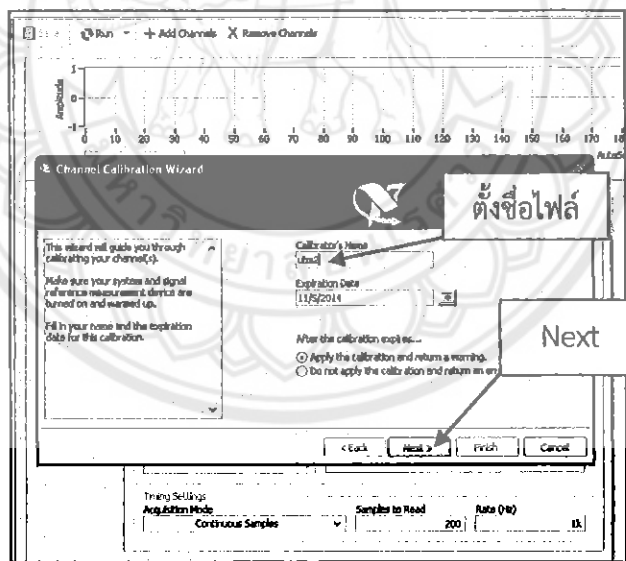 Run
+ Add Channels
X Remove Channels
Amplitude
1
0
-1
0 10 20 30 40 50 60 70 80 90 100 110 120 130 140 150 160 170 18
Channel Calibration Wizard
ตั้งชื่อไฟล์
This wizard will guide you through
calibrating your channel(s).
Make sure your system and signal
reference measurement device are
turned on and warmed up.
Fill in your name and the expiration
date for this calibration.
Calibrator's Name
Expiration Date
11/5/2014
After the calibration expires...
Apply the calibration and return a warning.
Do not apply the calibration and return an
Next
< Back
Next >
Finish
Cancel
Timing Settings
Acquisition Mode
Continuous Samples
Samples to Read
200
Rate (Hz)
1k